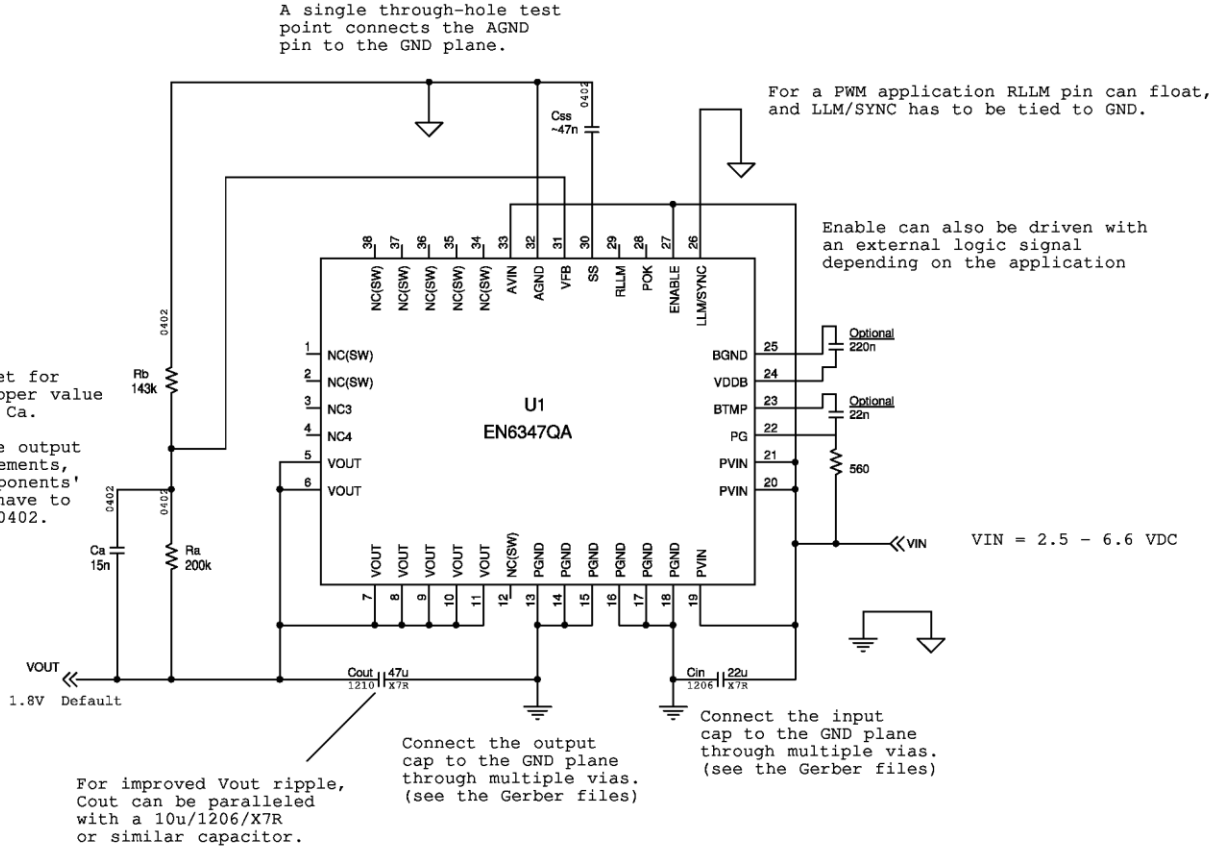 A single through-hole test
point connects the AGND
pin to the GND plane.
For a PWM application RLLM pin can float,
and LLM/SYNC has to be tied to GND.
0402
Css
~47n
Enable can also be driven with
an external logic signal
depending on the application
38
37
36
35
34
33
32
31
30
29
28
27
26
NC(SW)
NC(SW)
NC(SW)
NC(SW)
NC(SW)
AVIN
AGND
VFB
SS
RLLM
POK
ENABLE
LLM/SYNC
0402
Rb
143k
et for
oper value
Ca.
e output
ements,
ponents'
have to
0402.
1 NC(SW)
2 NC(SW)
3 NC3
4 NC4
5 VOUT
6 VOUT
U1
EN6347QA
BGND 25
VDDB 24
BTMP 23
PG 22
PVIN 21
PVIN 20
Optional
220n
Optional
22n
560
0402
0402
Ca
15n
Ra
200k
VOUT
VOUT
VOUT
VOUT
VOUT
NC(SW)
PGND
PGND
PGND
PGND
PGND
PGND
PVIN
7
8
9
10
11
12
13
14
15
16
17
18
19
VIN
VIN = 2.5 - 6.6 VDC
VOUT
1.8V Default
Cout 47u
1210 X7R
Cin 22u
1206 X7R
Connect the output
cap to the GND plane
through multiple vias.
(see the Gerber files)
Connect the input
cap to the GND plane
through multiple vias.
(see the Gerber files)
For improved Vout ripple,
Cout can be paralleled
with a 10u/1206/X7R
or similar capacitor.